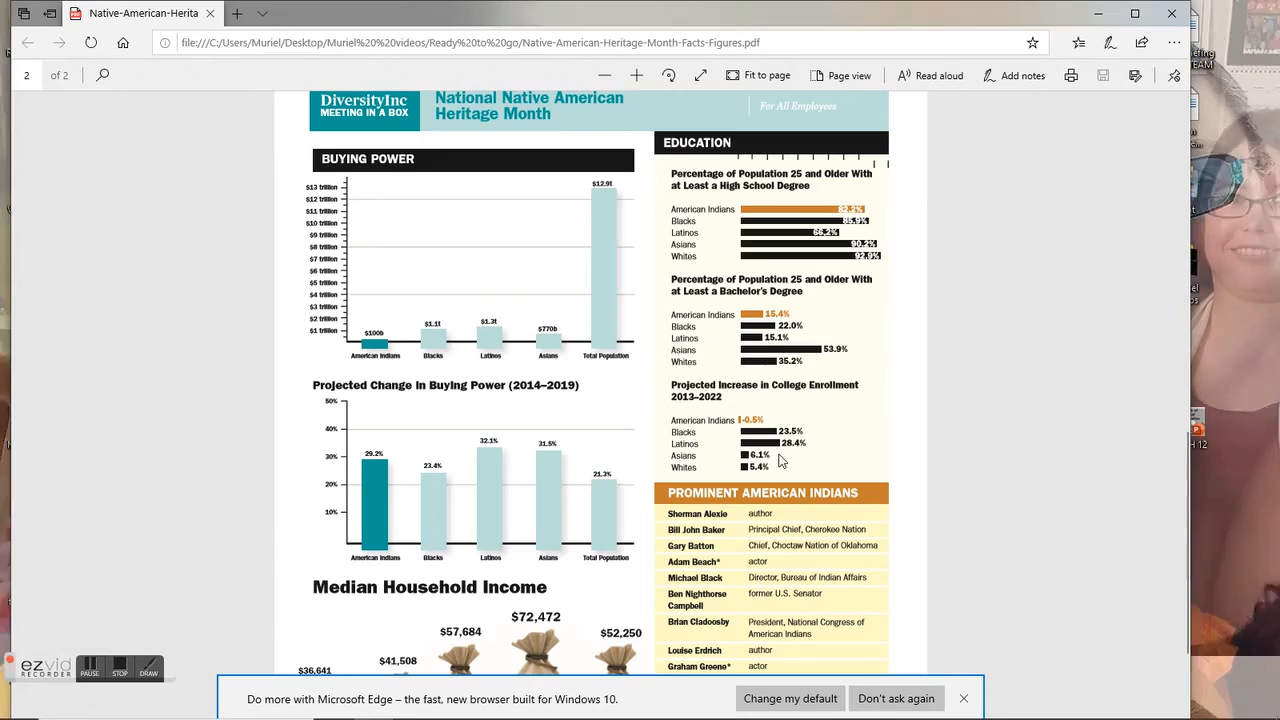 Native-American-Herita
file:///C:/Users/Muriel/Desktop/Muriel%20%20videos/Ready%20to%20go/Native-American-Heritage-Month-Facts-Figures.pdf
2 of 2
Fit to page
Page view
Read aloud
Add notes
DiversityInc
MEETING IN A BOX
National Native American
Heritage Month
For All Employees
BUYING POWER
$13 trillion
$12 trillion
$11 trillion
$10 trillion
$9 trillion
$8 trillion
$7 trillion
$6 trillion
$5 trillion
$4 trillion
$3 trillion
$2 trillion
$1 trillion
$100b
$1.1t
$1.3t
$770b
$12.9t
American Indians
Blacks
Latinos
Asians
Total Population
Projected Change In Buying Power (2014–2019)
50%
40%
30%
20%
10%
29.2%
23.4%
32.1%
31.5%
21.3%
American Indians
Blacks
Latinos
Asians
Total Population
Median Household Income
$36,641
$41,508
$57,684
$72,472
$52,250
EDUCATION
Percentage of Population 25 and Older With
at Least a High School Degree
American Indians 82.2%
Blacks 85.9%
Latinos 66.2%
Asians 90.2%
Whites 92.9%
Percentage of Population 25 and Older With
at Least a Bachelor's Degree
American Indians 15.4%
Blacks 22.0%
Latinos 15.1%
Asians 53.9%
Whites 35.2%
Projected Increase in College Enrollment
2013–2022
American Indians -0.5%
Blacks 23.5%
Latinos 28.4%
Asians 6.1%
Whites 5.4%
PROMINENT AMERICAN INDIANS
Sherman Alexie author
Bill John Baker Principal Chief, Cherokee Nation
Gary Batton Chief, Choctaw Nation of Oklahoma
Adam Beach* actor
Michael Black Director, Bureau of Indian Affairs
Ben Nighthorse former U.S. Senator
Campbell
Brian Cladoosby President, National Congress of
American Indians
Louise Erdrich author
Graham Greene* actor
ezvid
RECORDER
PAUSE
STOP
DRAW
Do more with Microsoft Edge – the fast, new browser built for Windows 10.
Change my default
Don't ask again
TEAM
H 12